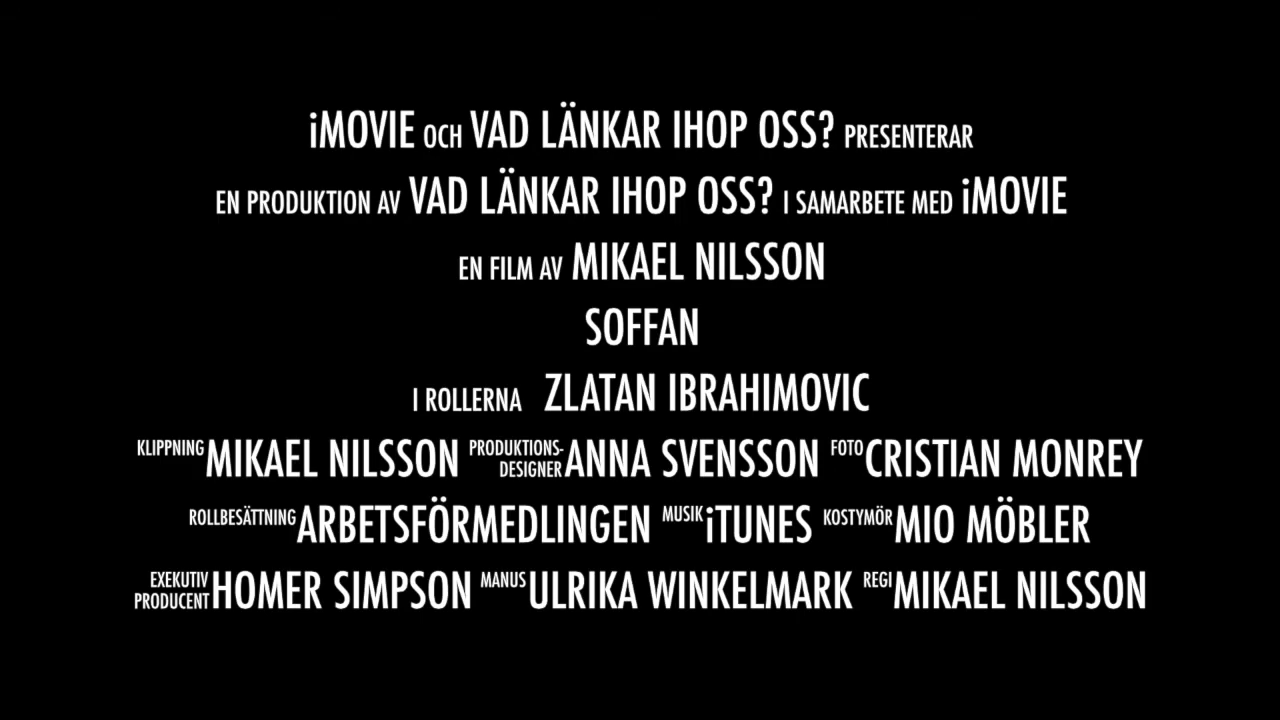 iMOVIE OCH VAD LÄNKAR IHOP OSS? PRESENTERAR
EN PRODUKTION AV VAD LÄNKAR IHOP OSS? I SAMARBETE MED iMOVIE
EN FILM AV MIKAEL NILSSON
SOFFAN
I ROLLERNA ZLATAN IBRAHIMOVIC
KLIPPNING MIKAEL NILSSON PRODUKTIONS-DESIGNER ANNA SVENSSON FOTO CRISTIAN MONREY
ROLLBESÄTTNING ARBETSFÖRMEDLINGEN MUSIK iTUNES KOSTYMÖR MIO MÖBLER
EXEKUTIV PRODUCENT HOMER SIMPSON MANUS ULRIKA WINKELMARK REGI MIKAEL NILSSON